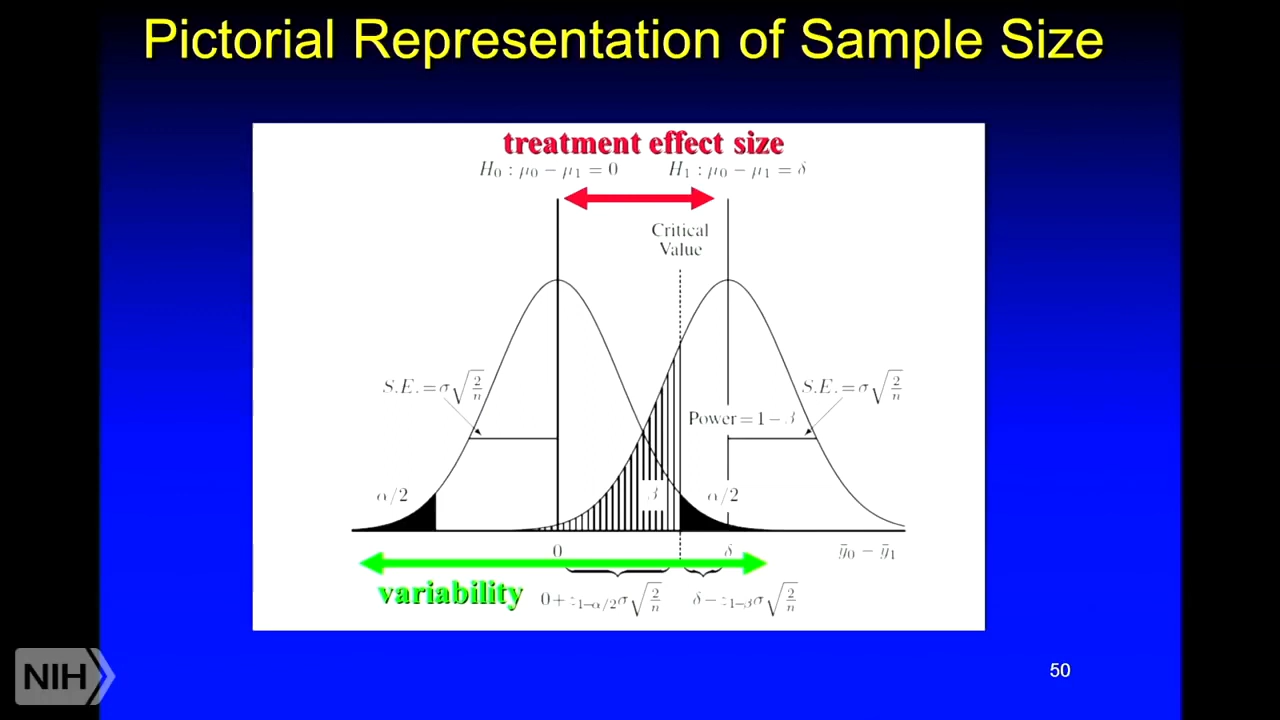 Pictorial Representation of Sample Size
treatment effect size
H₀ : μ₀ − μ₁ = 0 H₁ : μ₀ − μ₁ = δ
Critical
Value
S.E. = σ√(2/n) S.E. = σ√(2/n)
Power = 1 − β
α/2 β α/2
0 δ ȳ₀ − ȳ₁
variability 0 + z₁₋α/₂σ√(2/n) δ − z₁₋βσ√(2/n)
NIH
50